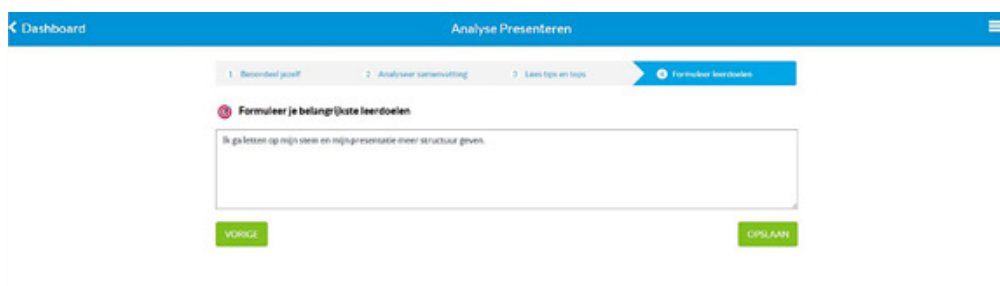 Dashboard
Analyse Presenteren
1 Beoordeel jezelf
2 Analyseer samenvatting
3 Lees tips en tops
4 Formuleer leerdoelen
Formuleer je belangrijkste leerdoelen
Ik ga letten op mijn stem en mijn presentatie meer structuur geven.
VORIGE
OPSLAAN